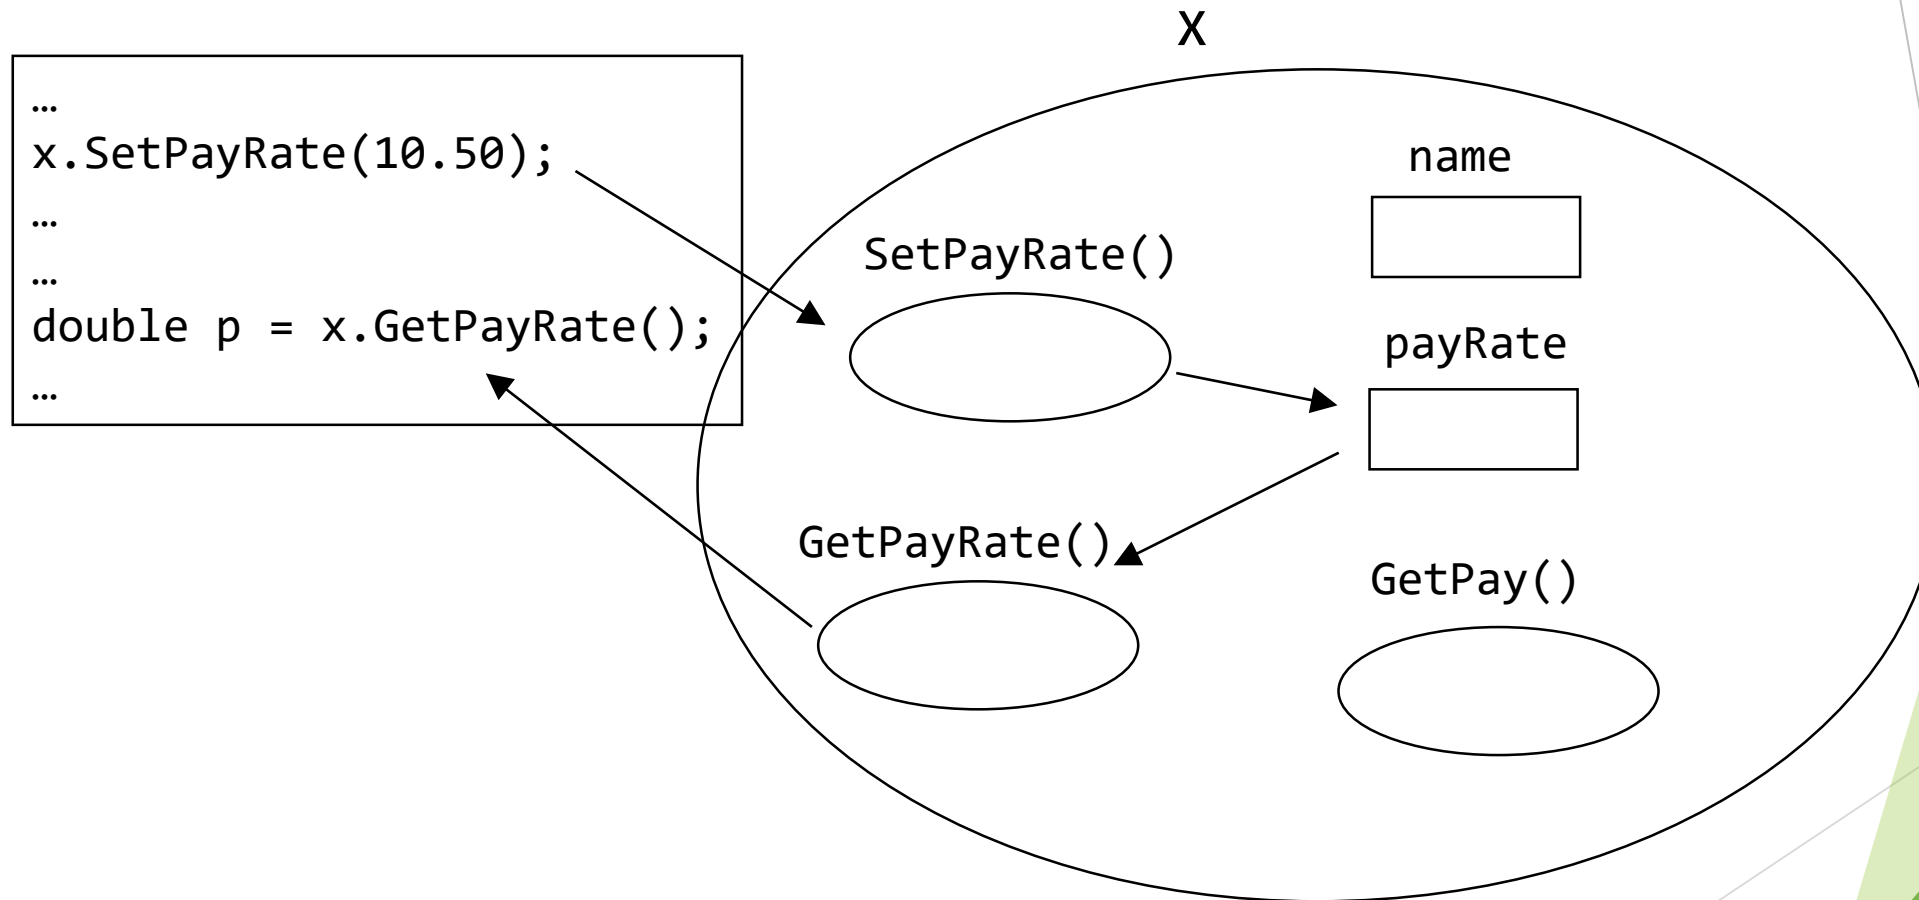 …
x.SetPayRate(10.50);
…
…
double p = x.GetPayRate();
…
x
name
SetPayRate()
payRate
GetPayRate()
GetPay()